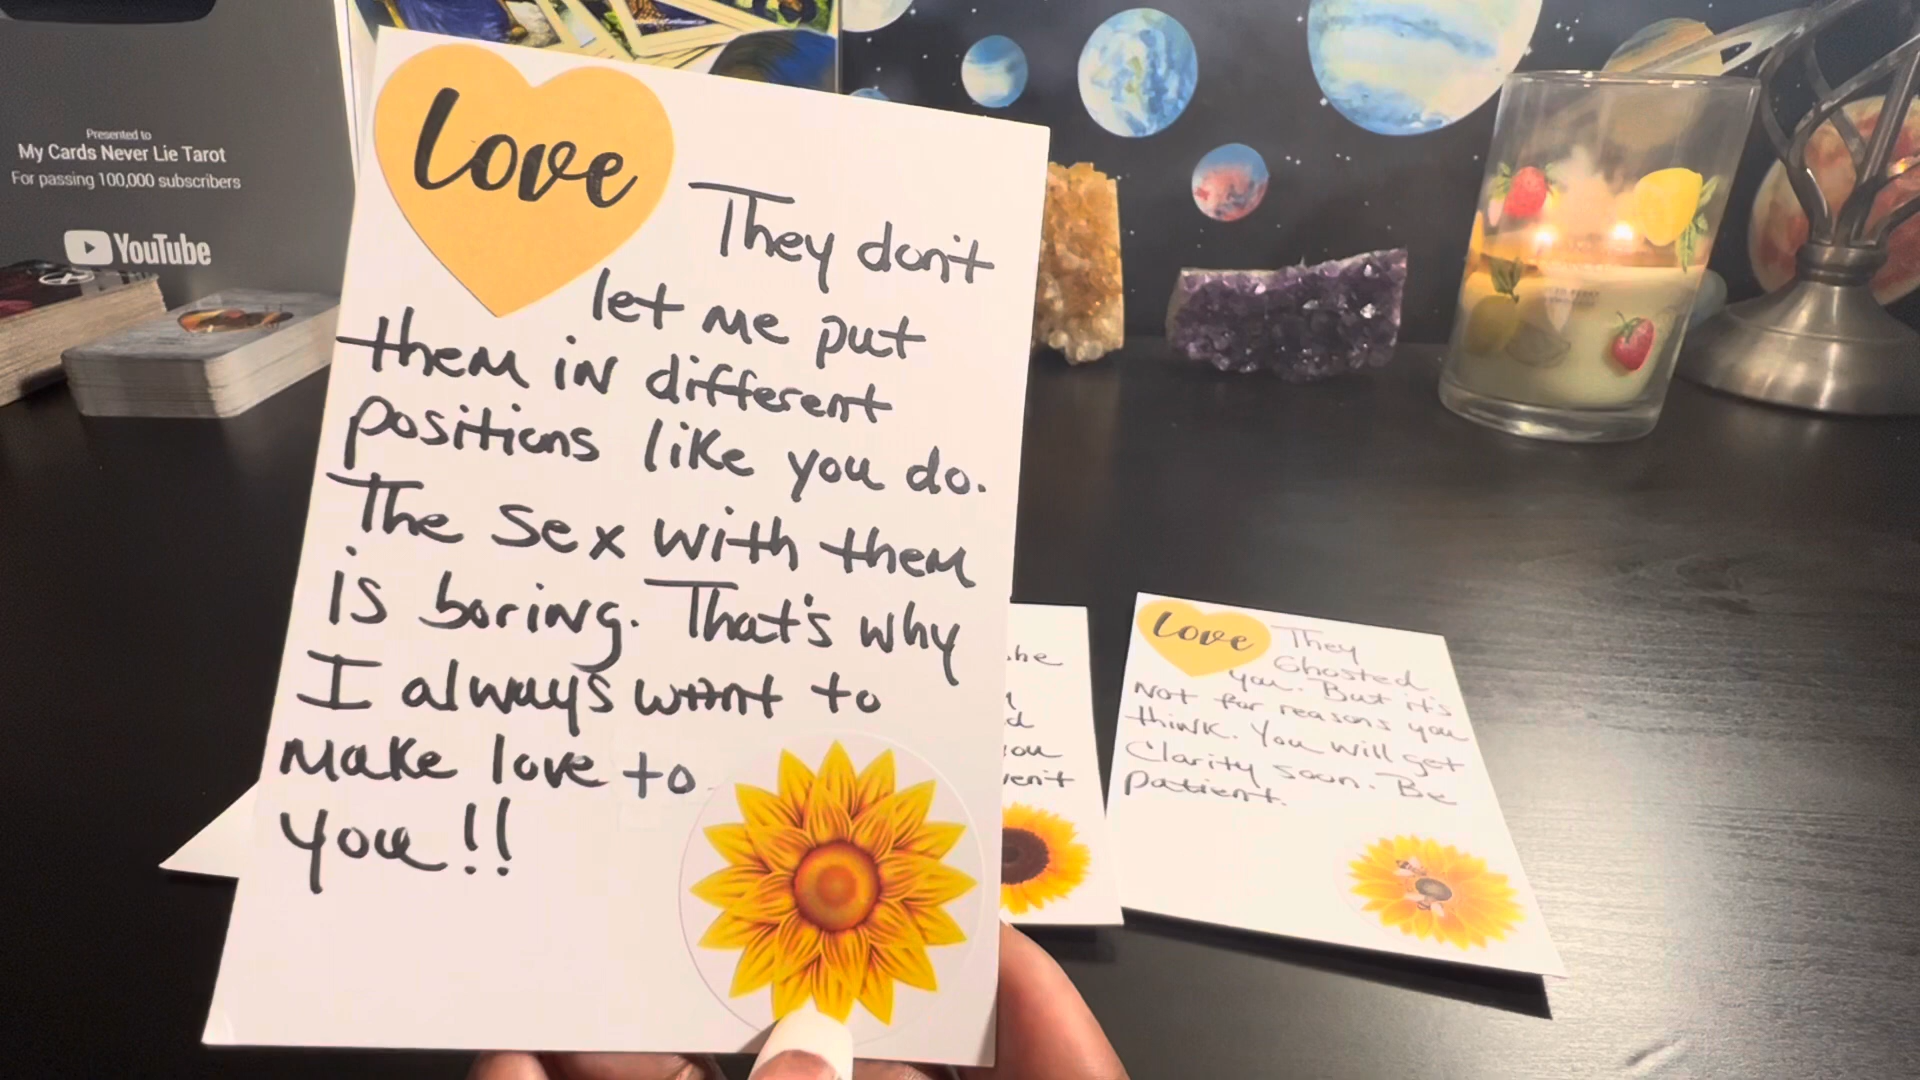 Presented to
My Cards Never Lie Tarot
For passing 100,000 subscribers
YouTube
Love
They don't
let me put
them in different
positions like you do.
The sex with them
is boring. That's why
I always want to
make love to
you!!
Love
They
Ghosted
you. But it's
Not for reasons you
think. You will get
Clarity soon. Be
patient.